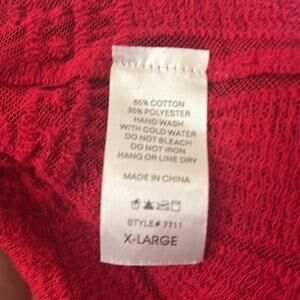 65% COTTON
35% POLYESTER
HAND WASH
WITH COLD WATER
DO NOT BLEACH
DO NOT IRON
HANG OR LINE DRY
MADE IN CHINA
STYLE# 7711
X-LARGE